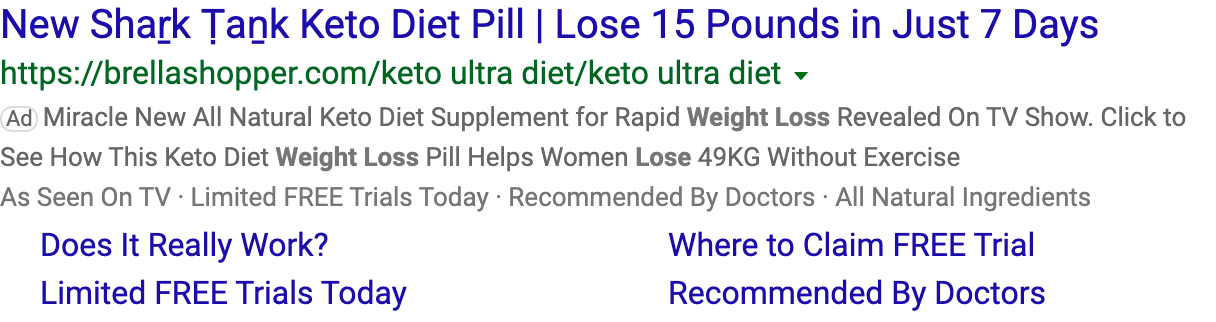 New Shaṟk Ṭaṉk Keto Diet Pill | Lose 15 Pounds in Just 7 Days
https://brellashopper.com/keto ultra diet/keto ultra diet
Ad Miracle New All Natural Keto Diet Supplement for Rapid Weight Loss Revealed On TV Show. Click to
See How This Keto Diet Weight Loss Pill Helps Women Lose 49KG Without Exercise
As Seen On TV · Limited FREE Trials Today · Recommended By Doctors · All Natural Ingredients
Does It Really Work? Where to Claim FREE Trial
Limited FREE Trials Today Recommended By Doctors